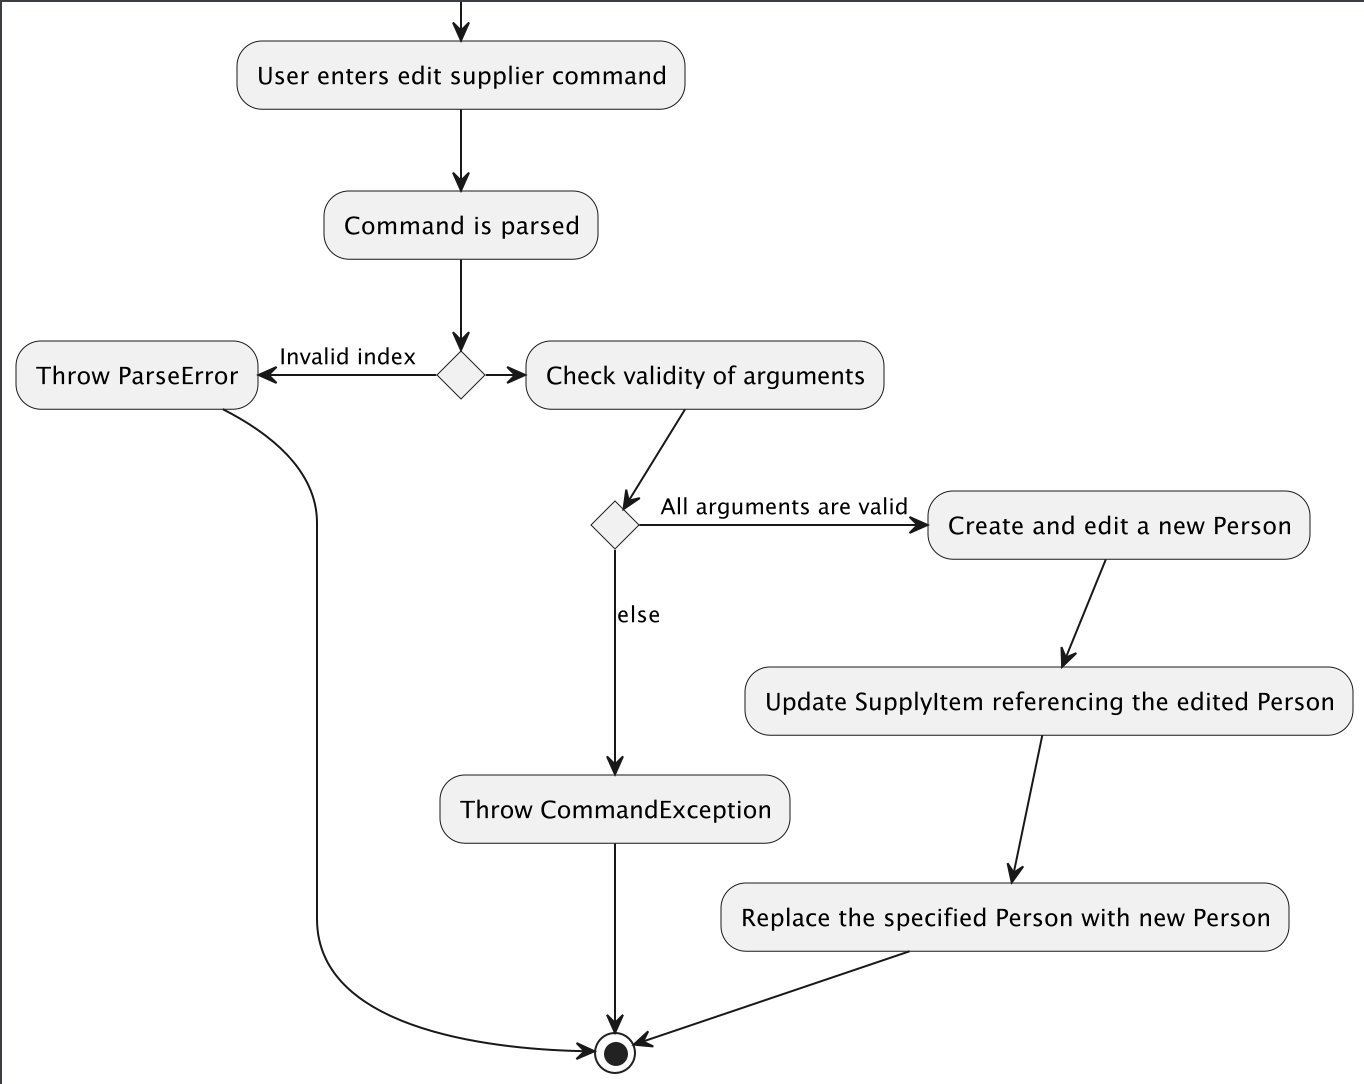 User enters edit supplier command
Command is parsed
Invalid index
Throw ParseError
Check validity of arguments
All arguments are valid
Create and edit a new Person
else
Update SupplyItem referencing the edited Person
Throw CommandException
Replace the specified Person with new Person